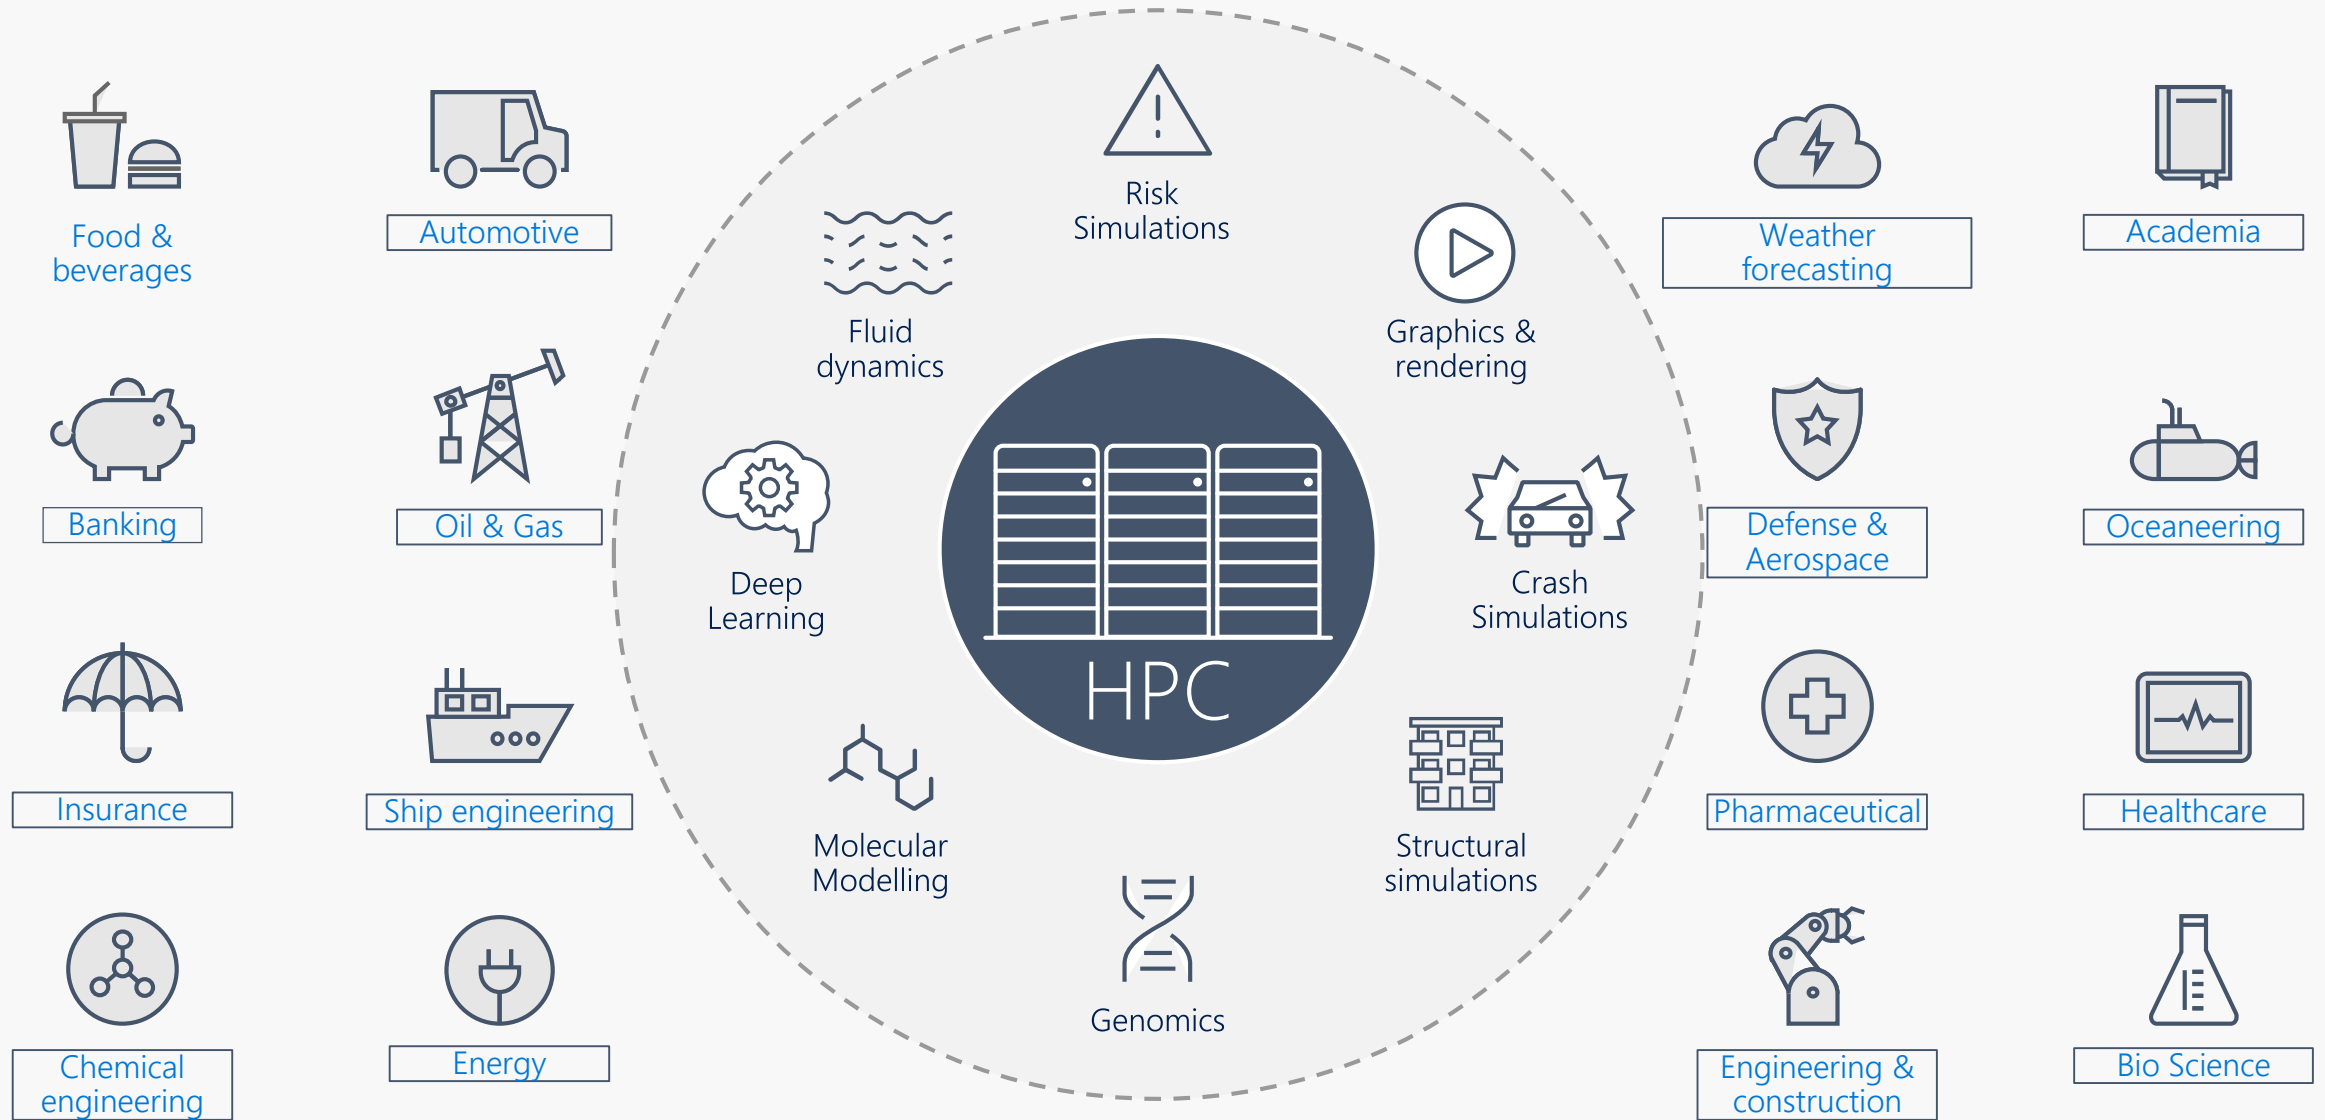 Food &
beverages
Automotive
Banking
Oil & Gas
Insurance
Ship engineering
Chemical
engineering
Energy
Risk
Simulations
Fluid
dynamics
Graphics &
rendering
Deep
Learning
HPC
Crash
Simulations
Molecular
Modelling
Structural
simulations
Genomics
Weather
forecasting
Academia
Defense &
Aerospace
Oceaneering
Pharmaceutical
Healthcare
Engineering &
construction
Bio Science